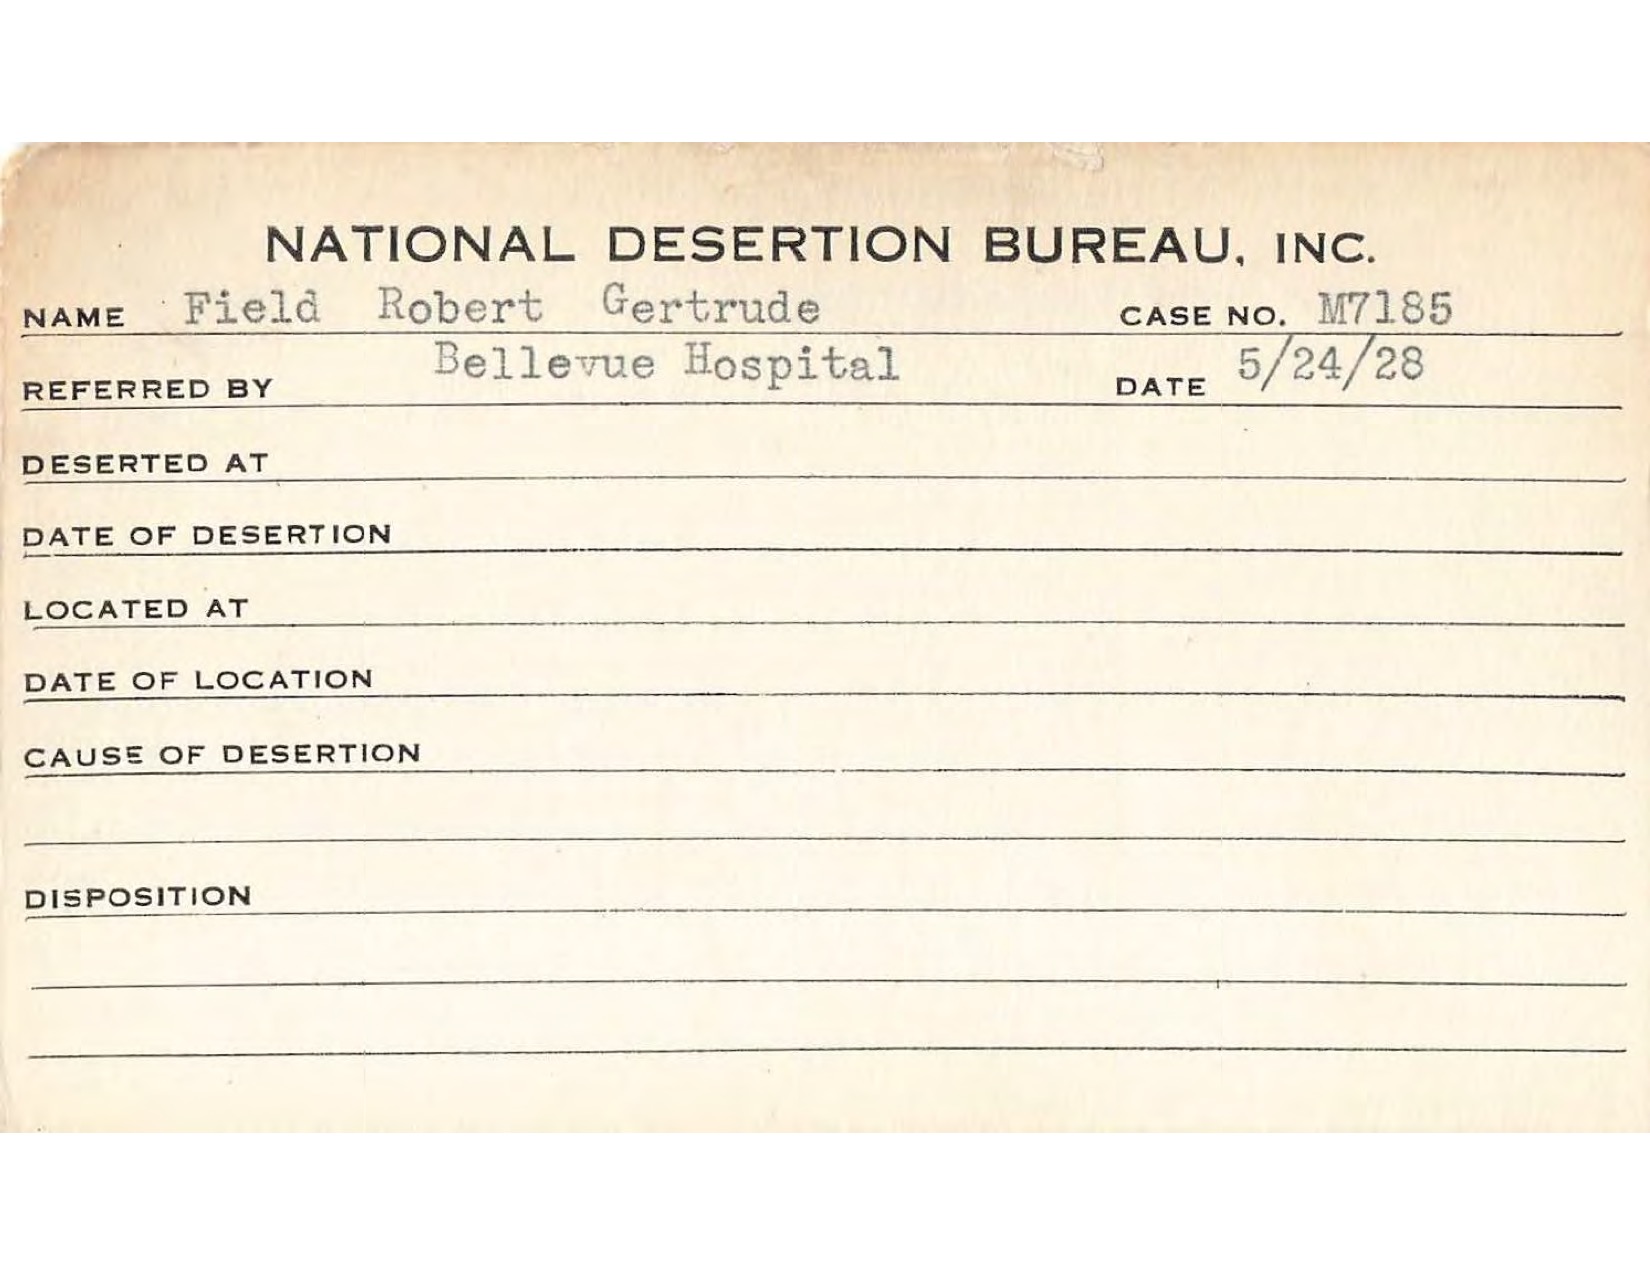 NATIONAL DESERTION BUREAU, INC.
NAME Field Robert Gertrude CASE NO. M7185
REFERRED BY Bellevue Hospital DATE 5/24/28
DESERTED AT
DATE OF DESERTION
LOCATED AT
DATE OF LOCATION
CAUSE OF DESERTION
DISPOSITION